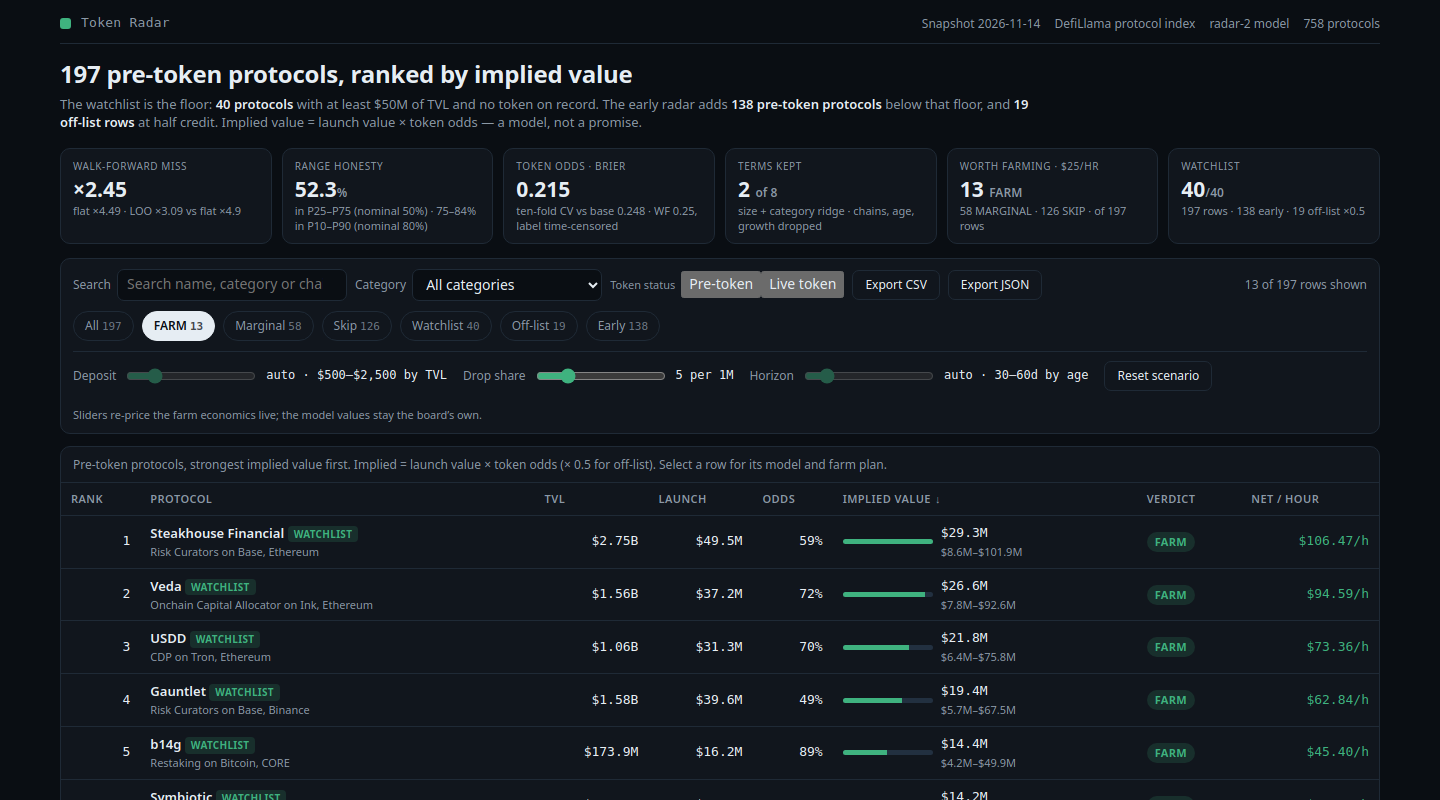 Token Radar
Snapshot 2026-11-14 DefiLlama protocol index radar-2 model 758 protocols
197 pre-token protocols, ranked by implied value
The watchlist is the floor: 40 protocols with at least $50M of TVL and no token on record. The early radar adds 138 pre-token protocols below that floor, and 19
off-list rows at half credit. Implied value = launch value × token odds — a model, not a promise.
WALK-FORWARD MISS
×2.45
flat ×4.49 · LOO ×3.09 vs flat ×4.9
RANGE HONESTY
52.3%
in P25–P75 (nominal 50%) · 75–84%
in P10–P90 (nominal 80%)
TOKEN ODDS · BRIER
0.215
ten-fold CV vs base 0.248 · WF 0.25,
label time-censored
TERMS KEPT
2 of 8
size + category ridge · chains, age,
growth dropped
WORTH FARMING · $25/HR
13 FARM
58 MARGINAL · 126 SKIP · of 197
rows
WATCHLIST
40/40
197 rows · 138 early · 19 off-list ×0.5
Search Search name, category or cha Category All categories Token status Pre-token Live token Export CSV Export JSON 13 of 197 rows shown
All 197 FARM 13 Marginal 58 Skip 126 Watchlist 40 Off-list 19 Early 138
Deposit auto · $500–$2,500 by TVL Drop share 5 per 1M Horizon auto · 30–60d by age Reset scenario
Sliders re-price the farm economics live; the model values stay the board's own.
Pre-token protocols, strongest implied value first. Implied = launch value × token odds (× 0.5 for off-list). Select a row for its model and farm plan.
RANK PROTOCOL TVL LAUNCH ODDS IMPLIED VALUE ↓ VERDICT NET / HOUR
1 Steakhouse Financial WATCHLIST $2.75B $49.5M 59% $29.3M FARM $106.47/h
Risk Curators on Base, Ethereum $8.6M–$101.9M
2 Veda WATCHLIST $1.56B $37.2M 72% $26.6M FARM $94.59/h
Onchain Capital Allocator on Ink, Ethereum $7.8M–$92.6M
3 USDD WATCHLIST $1.06B $31.3M 70% $21.8M FARM $73.36/h
CDP on Tron, Ethereum $6.4M–$75.8M
4 Gauntlet WATCHLIST $1.58B $39.6M 49% $19.4M FARM $62.84/h
Risk Curators on Base, Binance $5.7M–$67.5M
5 b14g WATCHLIST $173.9M $16.2M 89% $14.4M FARM $45.40/h
Restaking on Bitcoin, CORE $4.2M–$49.9M
Symbiotic WATCHLIST $14.2M